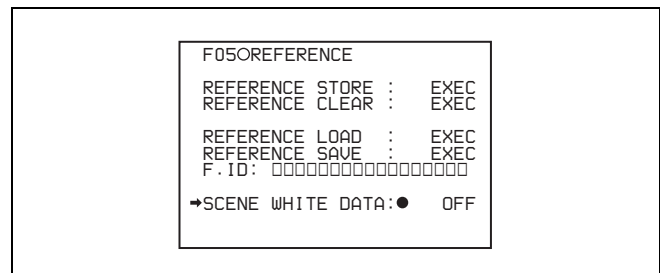 F05○REFERENCE
REFERENCE STORE : EXEC
REFERENCE CLEAR : EXEC
REFERENCE LOAD : EXEC
REFERENCE SAVE : EXEC
F.ID: □□□□□□□□□□□□□□□□□
➡SCENE WHITE DATA:● OFF